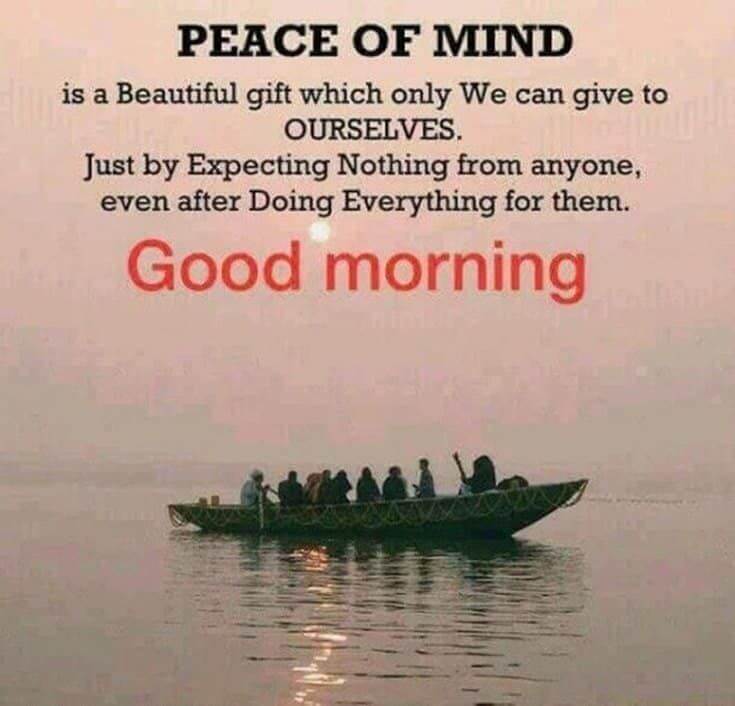 PEACE OF MIND
is a Beautiful gift which only We can give to
OURSELVES.
Just by Expecting Nothing from anyone,
even after Doing Everything for them.
Good morning